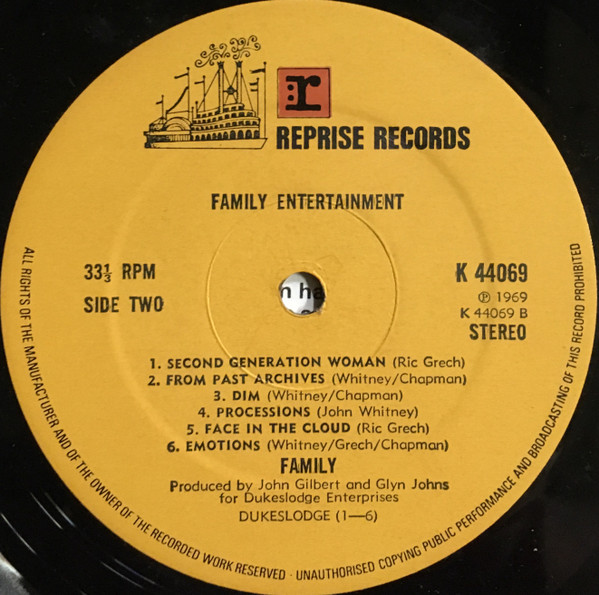 r
REPRISE RECORDS
FAMILY ENTERTAINMENT
33⅓ RPM
SIDE TWO
K 44069
℗ 1969
K 44069 B
STEREO
1. SECOND GENERATION WOMAN (Ric Grech)
2. FROM PAST ARCHIVES (Whitney/Chapman)
3. DIM (Whitney/Chapman)
4. PROCESSIONS (John Whitney)
5. FACE IN THE CLOUD (Ric Grech)
6. EMOTIONS (Whitney/Grech/Chapman)
FAMILY
Produced by John Gilbert and Glyn Johns
for Dukeslodge Enterprises
DUKESLODGE (1—6)
ALL RIGHTS OF THE MANUFACTURER AND OF THE OWNER OF THE RECORDED WORK RESERVED · UNAUTHORISED COPYING PUBLIC PERFORMANCE AND BROADCASTING OF THIS RECORD PROHIBITED